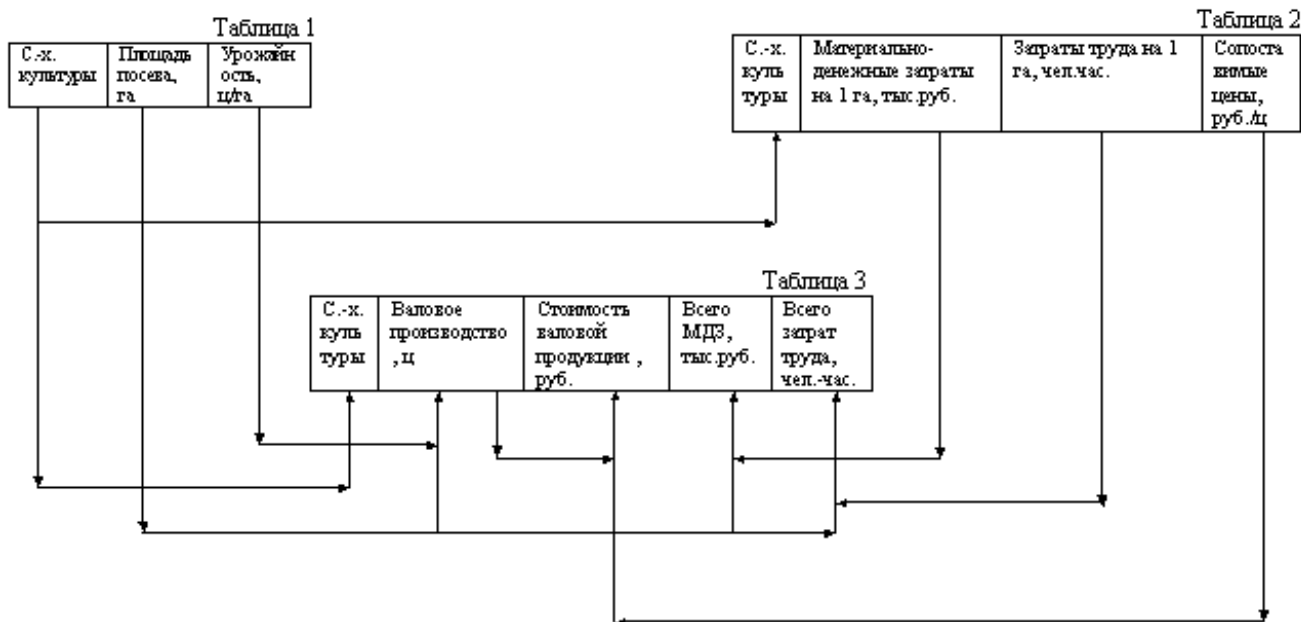 Таблица 1
С.-х.
культуры
Площадь
посева,
га
Урожайн
ость,
ц/га
Таблица 2
С.-х.
куль
туры
Материально-
денежные затраты
на 1 га, тыс.руб.
Затраты труда на 1
га, чел.час.
Сопоста
вимые
цены,
руб./ц
Таблица 3
С.-х.
куль
туры
Валовое
производство
, ц
Стоимость
валовой
продукции ,
руб.
Всего
МДЗ,
тыс.руб.
Всего
затрат
труда,
чел.-час.